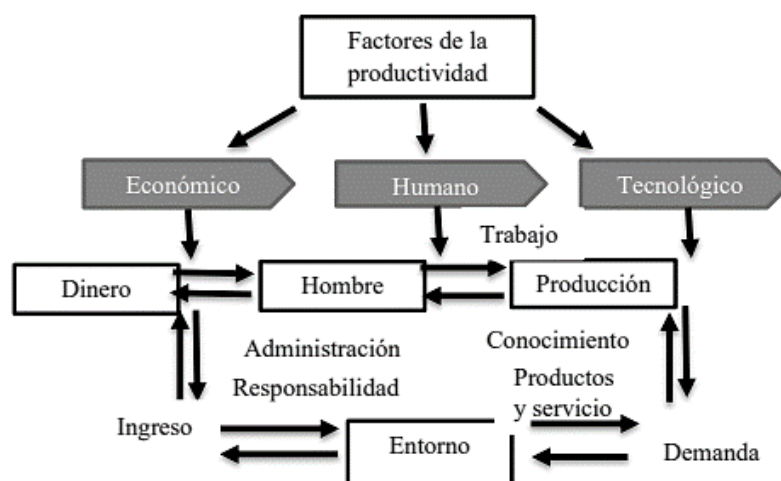 Factores de la
productividad
Económico
Humano
Tecnológico
Trabajo
Dinero
Hombre
Producción
Administración
Conocimiento
Responsabilidad
Productos
y servicio
Ingreso
Entorno
Demanda